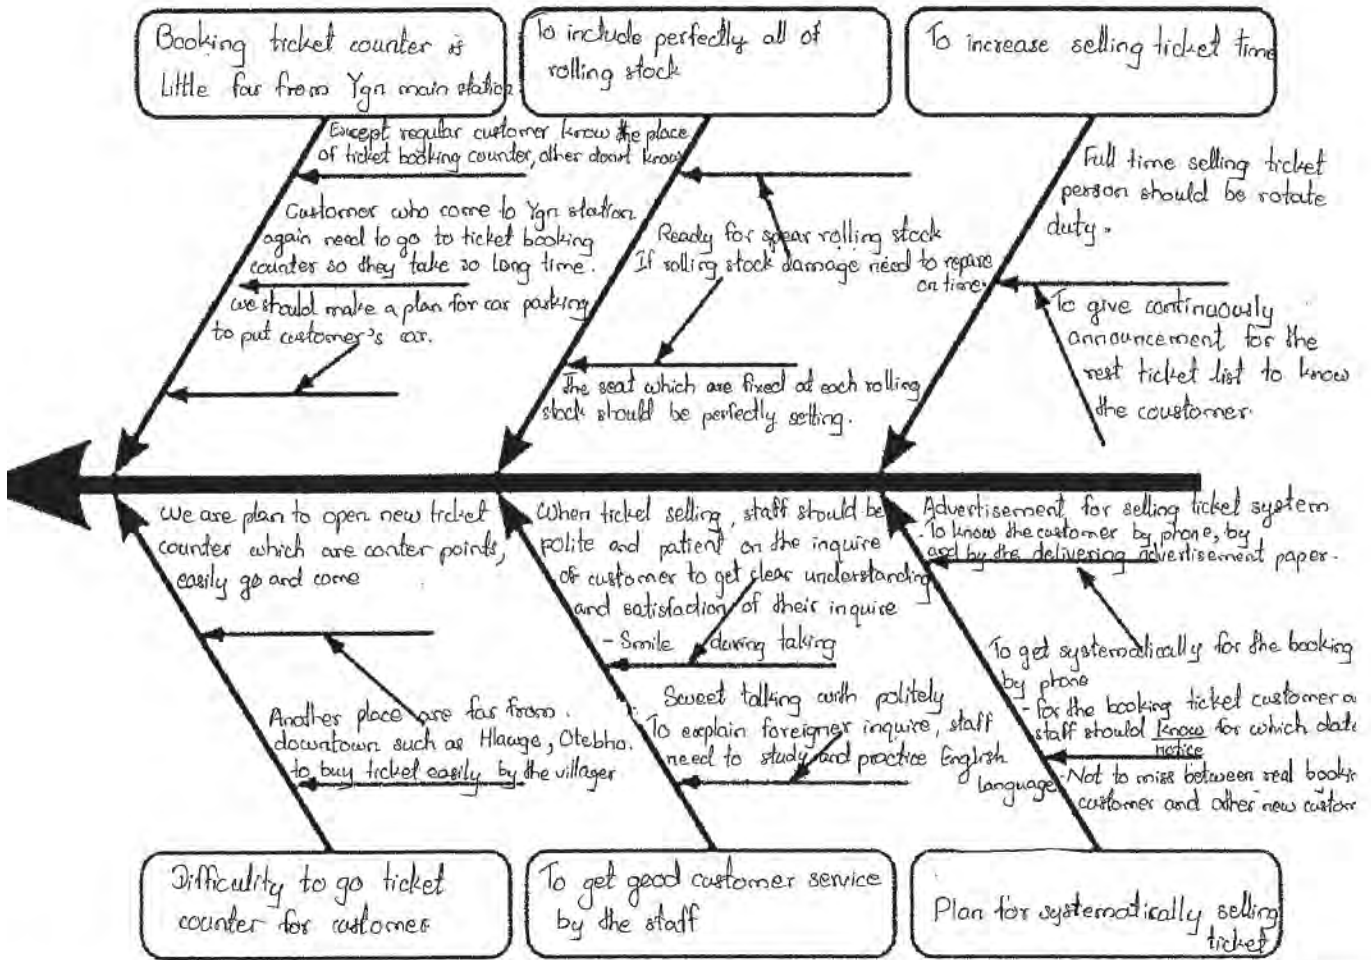 Booking ticket counter is
Little far from Ygn main station
To include perfectly all of
rolling stock
To increase selling ticket time
Except regular customer know the place
of ticket booking counter, other don't know
Customer who come to Ygn station
again need to go to ticket booking
counter so they take so long time.
we should make a plan for car parking
to put customer's car.
Ready for spear rolling stock
If rolling stock damage need to repare
on time.
The seat which are fixed at each rolling
stock should be perfectly setting.
Full time selling ticket
person should be rotate
duty.
To give continuously
announcement for the
rest ticket list to know
the coustomer.
we are plan to open new ticket
counter which are conter points,
easily go and come
Another place are far from.
downtown such as Hlawge, Otebho.
to buy ticket easily by the villager
When ticket selling, staff should be
polite and patient on the inquire
of customer to get clear understanding
and satisfaction of their inquire
- Smile during taking
Sweet talking with politely
To explain foreigner inquire, staff
need to study and practice English
language
Advertisement for selling ticket system
.To know the customer by phone, by
and by the delivering advertisement paper.
To get systematically for the booking
by phone
- for the booking ticket customer a
staff should know for which date
notice
- Not to miss between real bookin
customer and other new custom
Difficulity to go ticket
counter for customer
To get good customer service
by the staff
Plan for systematically selling
ticket